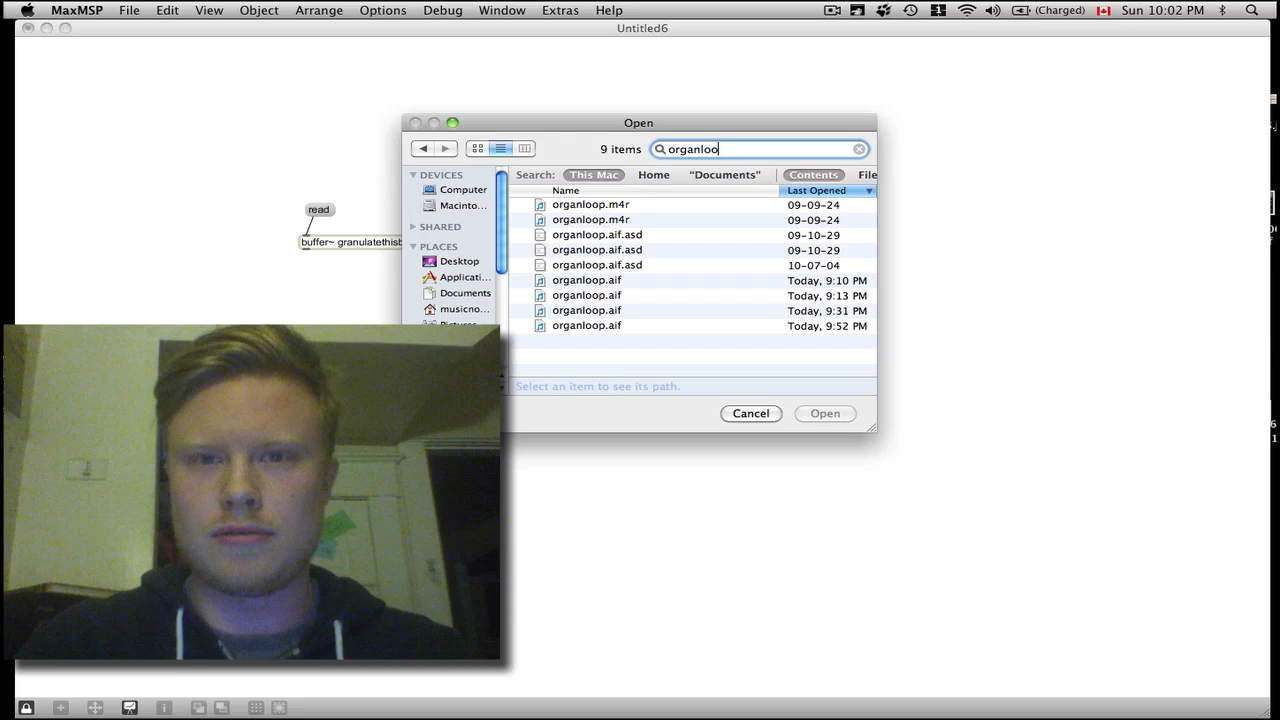 MaxMSP File Edit View Object Arrange Options Debug Window Extras Help 1 (Charged) Sun 10:02 PM
Untitled6
Open
9 items organloo
DEVICES Search: This Mac Home "Documents" Contents File
Computer Name Last Opened
Macinto... organloop.m4r 09-09-24
organloop.m4r 09-09-24
SHARED organloop.aif.asd 09-10-29
PLACES organloop.aif.asd 09-10-29
Desktop organloop.aif.asd 10-07-04
Applicati... organloop.aif Today, 9:10 PM
Documents organloop.aif Today, 9:13 PM
musicno... organloop.aif Today, 9:31 PM
Pictures organloop.aif Today, 9:52 PM
read
buffer~ granulatethisb
Select an item to see its path.
Cancel Open